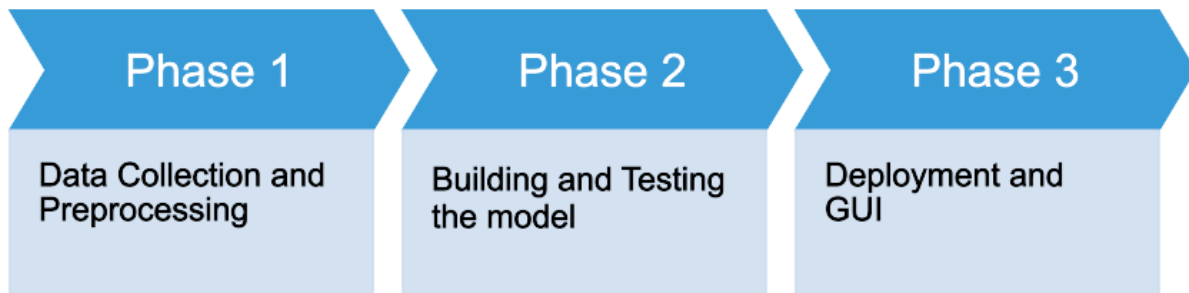 Phase 1
Data Collection and
Preprocessing
Phase 2
Building and Testing
the model
Phase 3
Deployment and
GUI